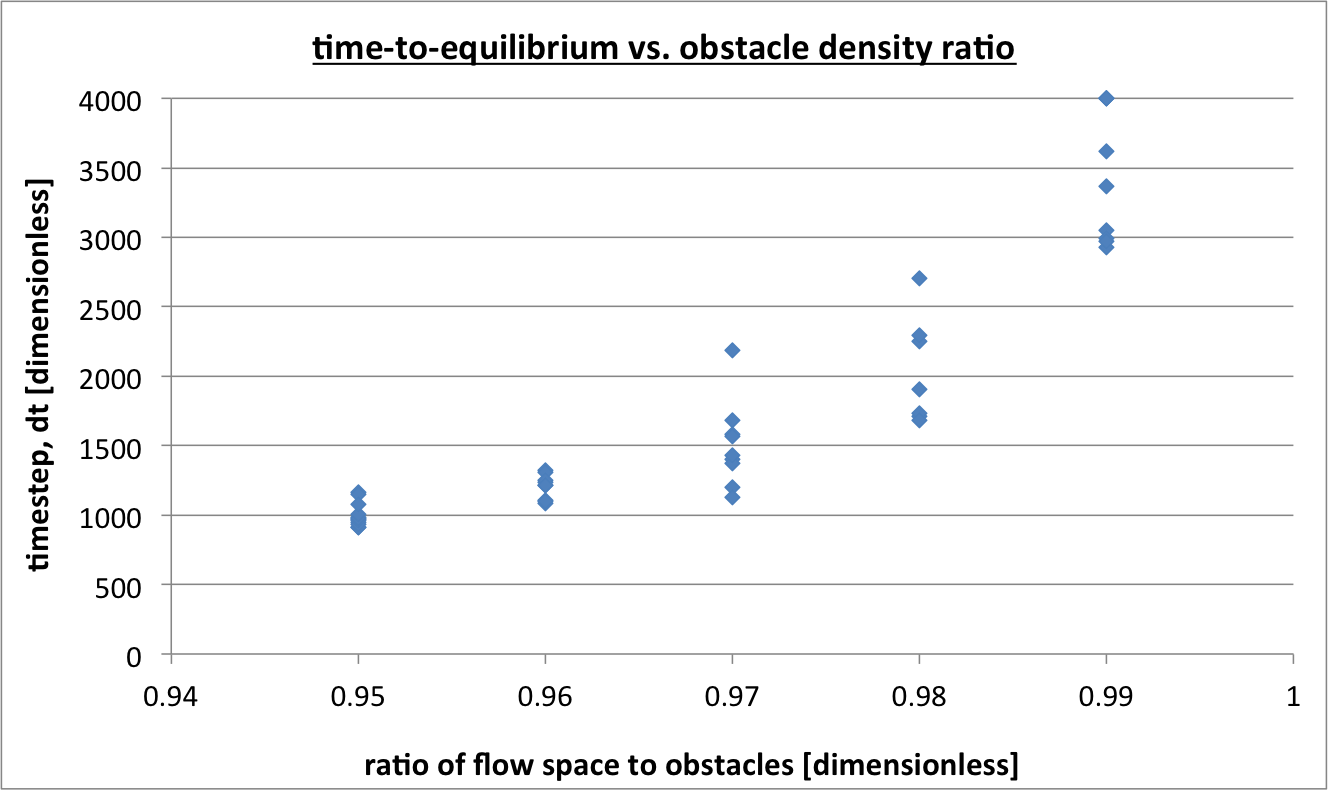 time-to-equilibrium vs. obstacle density ratio
timestep, dt [dimensionless]
4000
3500
3000
2500
2000
1500
1000
500
0
0.94 0.95 0.96 0.97 0.98 0.99 1
ratio of flow space to obstacles [dimensionless]